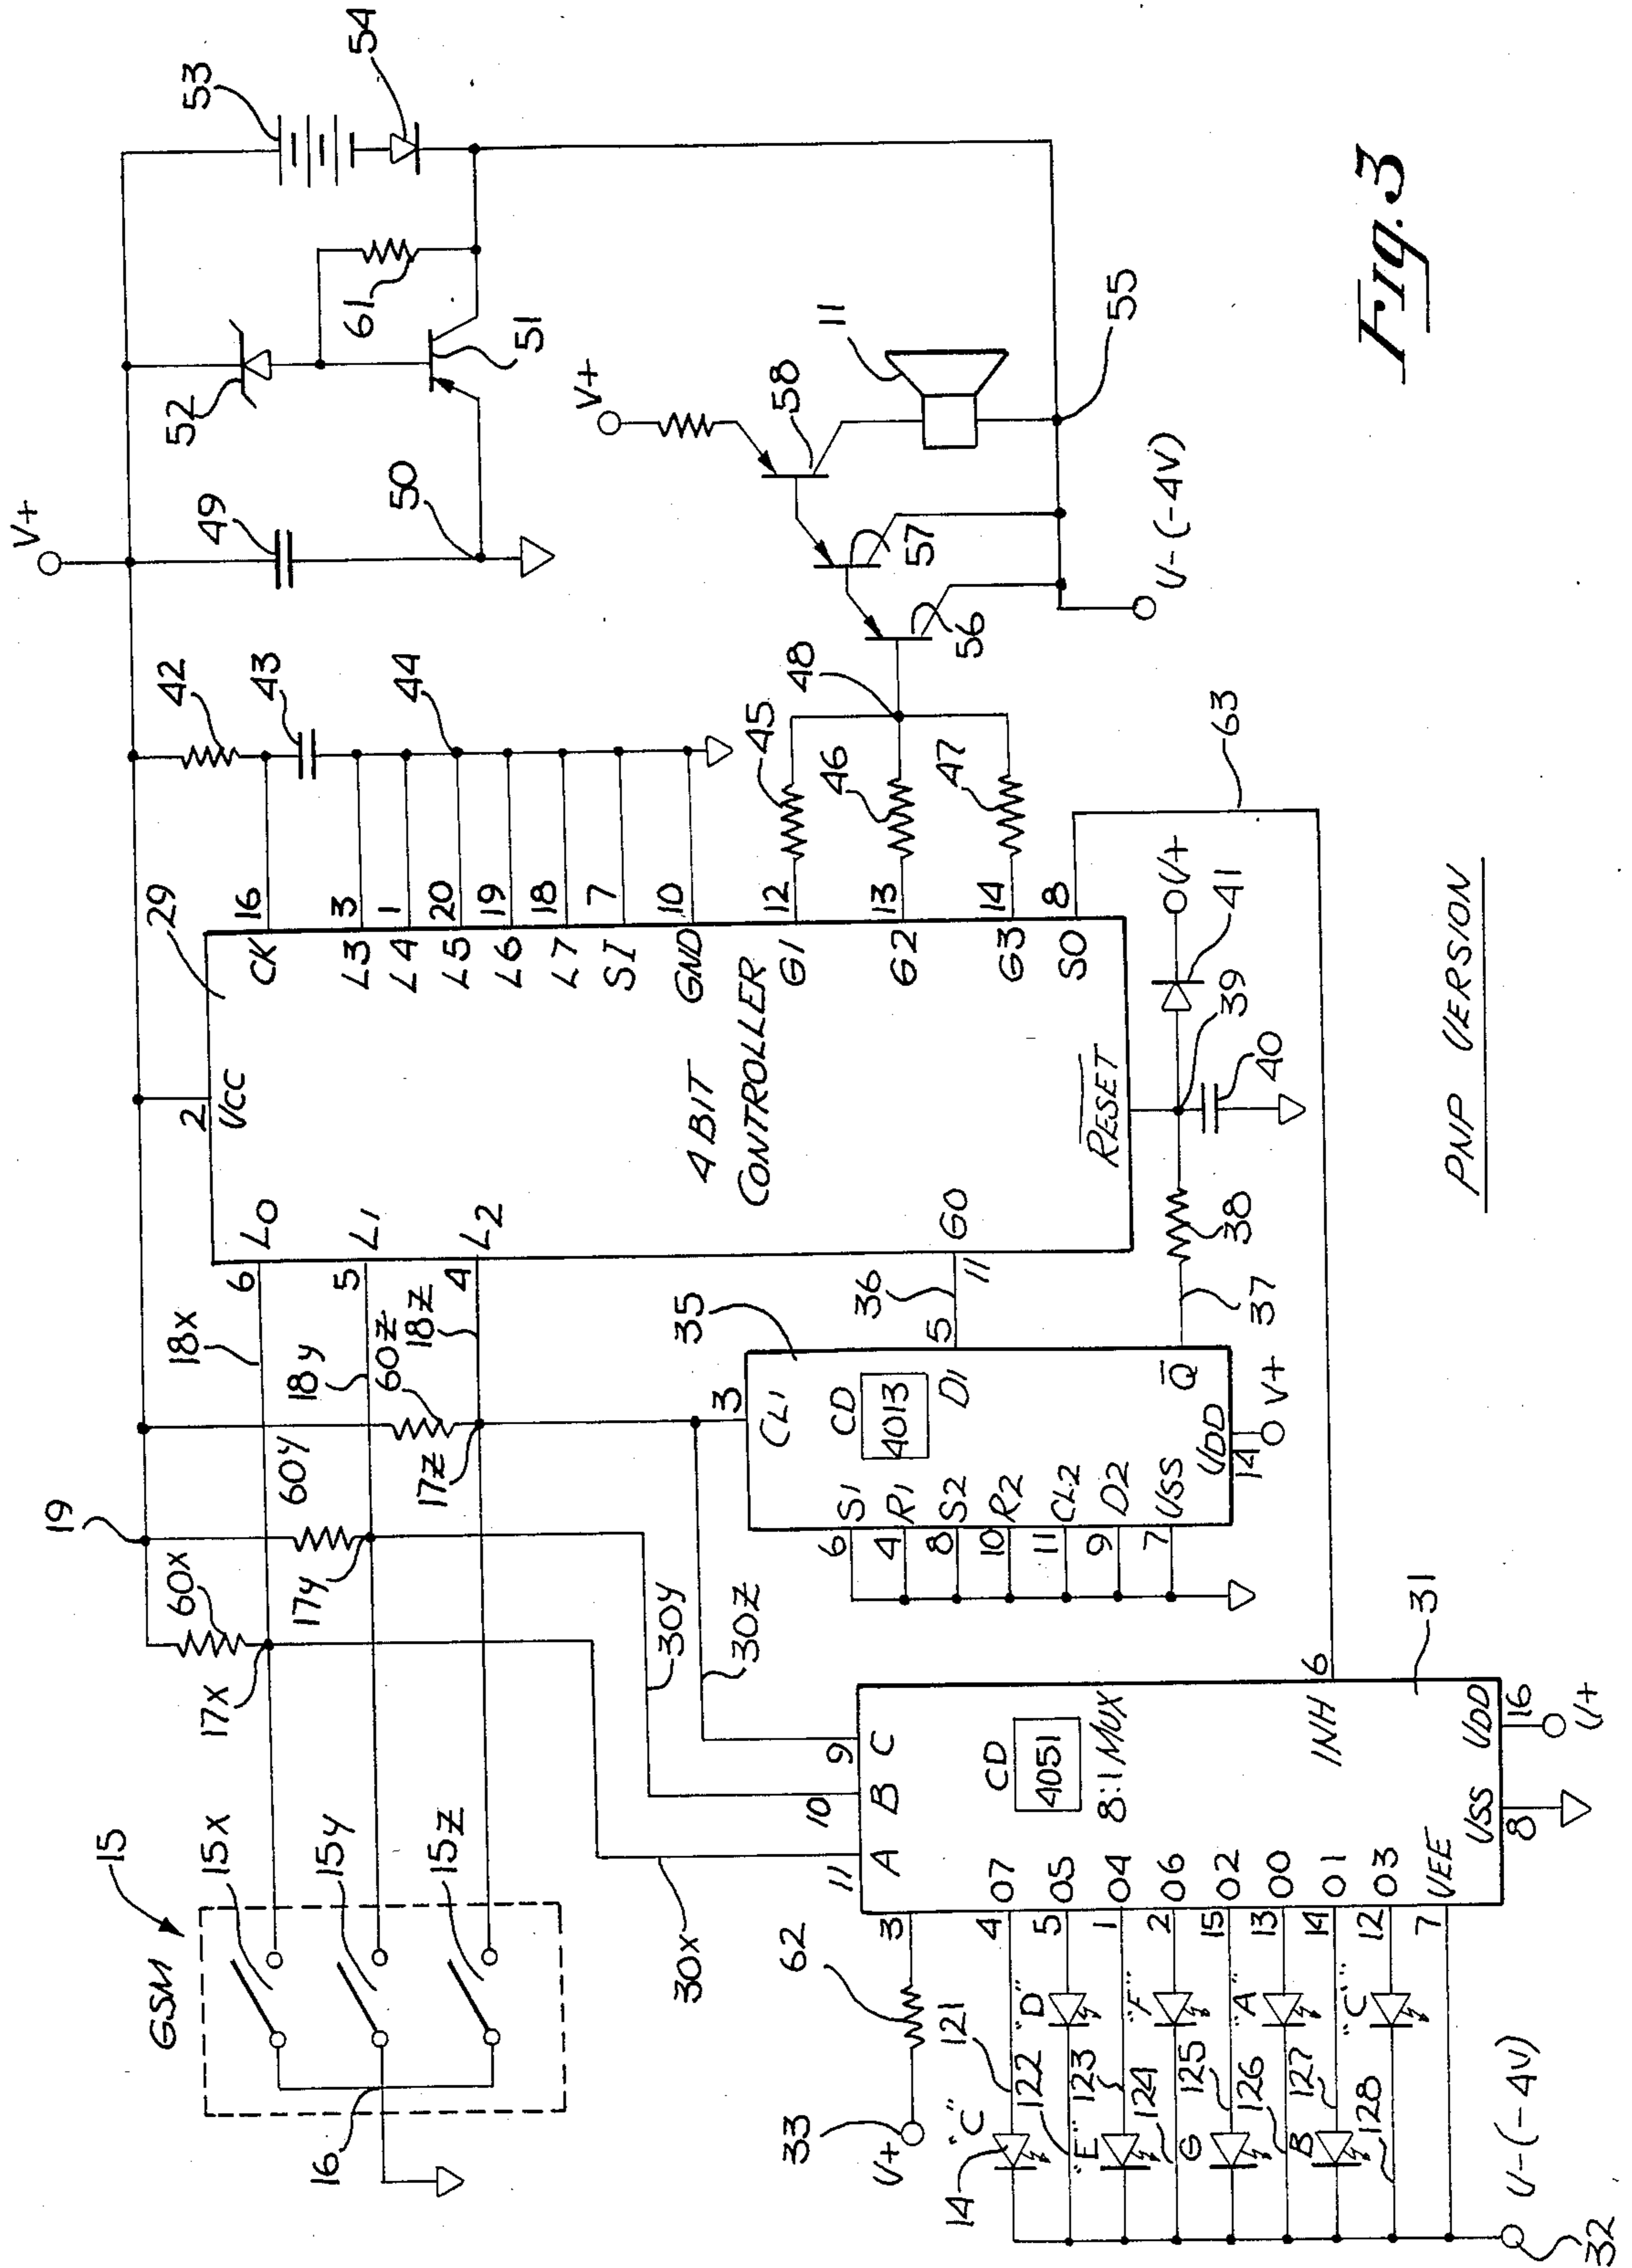 V+
49
50
52
61
51
53
54
19
60X
60Y
60Z
18X
18Y
18Z
17X
17Y
17Z
GSM
15
15X
15Y
15Z
16
30X
30Y
30Z
29
2
VCC
6 L0
5 L1
4 L2
4 BIT
CONTROLLER
11 G0
RESET
CK 16
L3 3
L4 1
L5 20
L6 19
L7 18
SI 7
GND 10
G1 12
G2 13
G3 14
SO 8
42
43
44
45
46
47
48
V+
58
57
56
11
55
V-(-4V)
63
35
36
3
CL1
CD
4013
5
D1
6 S1
4 R1
8 S2
10 R2
11 CL2
9 D2
7 VSS
VDD
14
V+
Q
37
38
39
40
41
V+
31
11 A
10 B
9 C
CD
4051
8:1 MUX
INH 6
VDD
16
V+
VSS
8
3
62
33
V+
4 07
5 05
1 04
2 06
15 02
13 00
14 01
12 03
7 VEE
14
"C"
"D"
"E"
"F"
G
"A"
B
"C"
121
122
123
124
125
126
127
128
V-(-4V)
32
PNP VERSION
Fig. 3